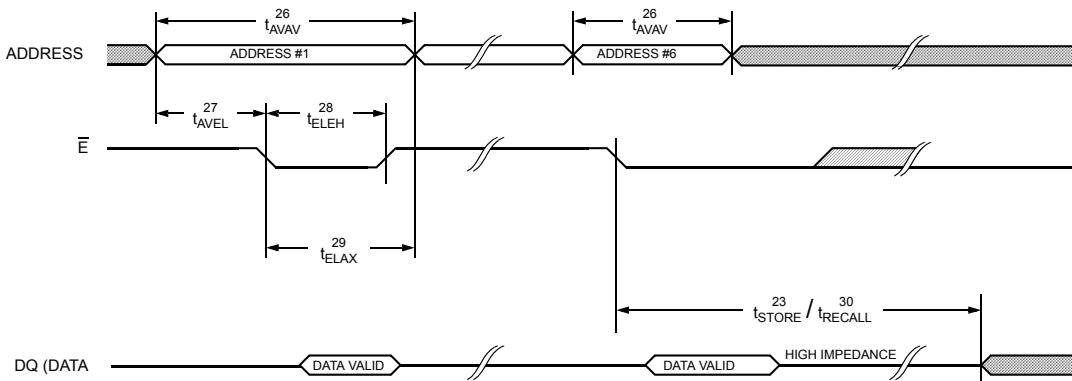 26
tAVAV
26
tAVAV
ADDRESS
ADDRESS #1
ADDRESS #6
27
tAVEL
28
tELEH
E
29
tELAX
23 30
tSTORE / tRECALL
DQ (DATA
DATA VALID
DATA VALID
HIGH IMPEDANCE